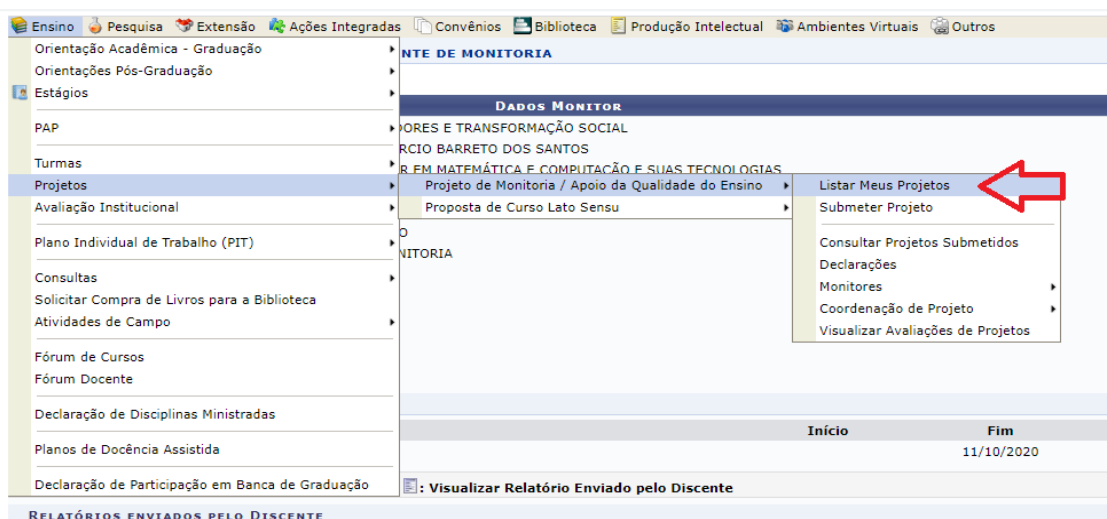 Ensino Pesquisa Extensão Ações Integradas Convênios Biblioteca Produção Intelectual Ambientes Virtuais Outros
Orientação Acadêmica - Graduação
Orientações Pós-Graduação
Estágios
PAP
Turmas
Projetos
Avaliação Institucional
Plano Individual de Trabalho (PIT)
Consultas
Solicitar Compra de Livros para a Biblioteca
Atividades de Campo
Fórum de Cursos
Fórum Docente
Declaração de Disciplinas Ministradas
Planos de Docência Assistida
Declaração de Participação em Banca de Graduação
NTE DE MONITORIA
DADOS MONITOR
ORES E TRANSFORMAÇÃO SOCIAL
RCIO BARRETO DOS SANTOS
R EM MATEMÁTICA E COMPUTAÇÃO E SUAS TECNOLOGIAS
Projeto de Monitoria / Apoio da Qualidade do Ensino
Proposta de Curso Lato Sensu
O
NITORIA
Listar Meus Projetos
Submeter Projeto
Consultar Projetos Submetidos
Declarações
Monitores
Coordenação de Projeto
Visualizar Avaliações de Projetos
Início Fim
11/10/2020
: Visualizar Relatório Enviado pelo Discente
RELATÓRIOS ENVIADOS PELO DISCENTE